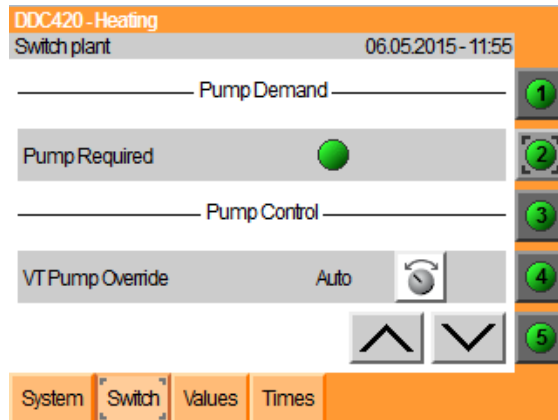 DDC420 - Heating
Switch plant 06.05.2015 - 11:55
Pump Demand
1
Pump Required
2
Pump Control
3
VT Pump Override Auto
4
5
System Switch Values Times